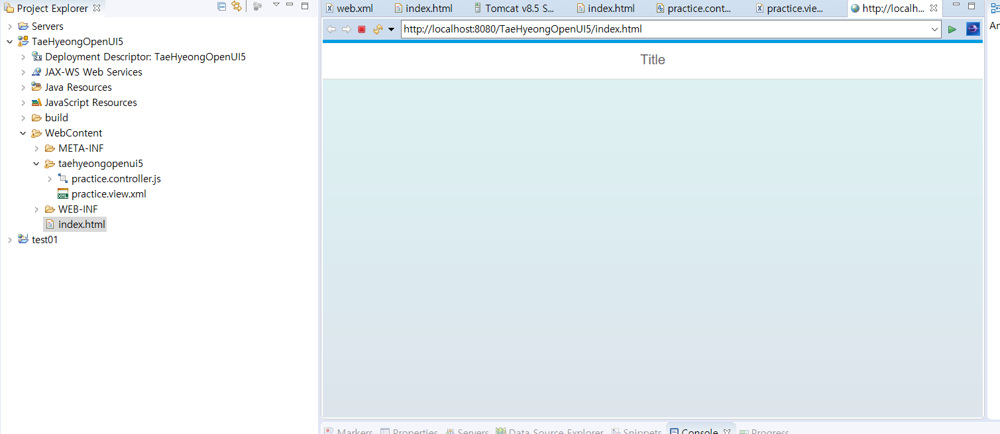 Project Explorer
Servers
TaeHyeongOpenUI5
Deployment Descriptor: TaeHyeongOpenUI5
JAX-WS Web Services
Java Resources
JavaScript Resources
build
WebContent
META-INF
taehyeongopenui5
practice.controller.js
practice.view.xml
WEB-INF
index.html
test01
web.xml index.html Tomcat v8.5 S... index.html practice.cont... practice.vie... http://localh...
http://localhost:8080/TaeHyeongOpenUI5/index.html
Title
Markers Properties Servers Data Source Explorer Snippets Console Progress
Ar